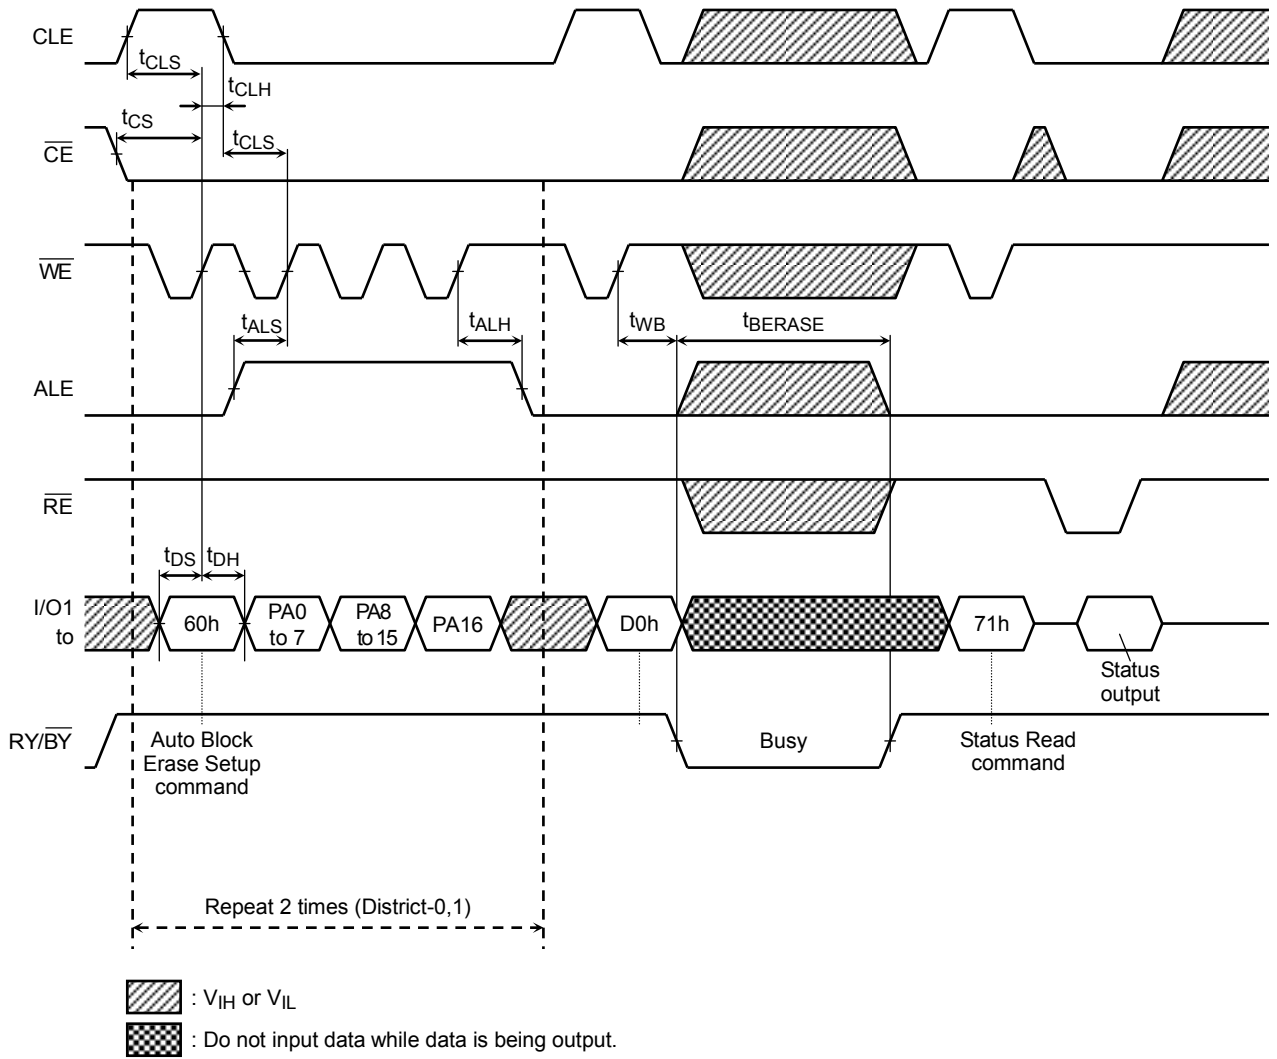 CLE
tCLS
tCLH
tCS
tCLS
CE
WE
tALS
tALH
tWB
tBERASE
ALE
RE
tDS
tDH
I/O1
to
60h
PA0
to 7
PA8
to 15
PA16
D0h
71h
Status
output
RY/BY
Auto Block
Erase Setup
command
Busy
Status Read
command
Repeat 2 times (District-0,1)
: VIH or VIL
: Do not input data while data is being output.